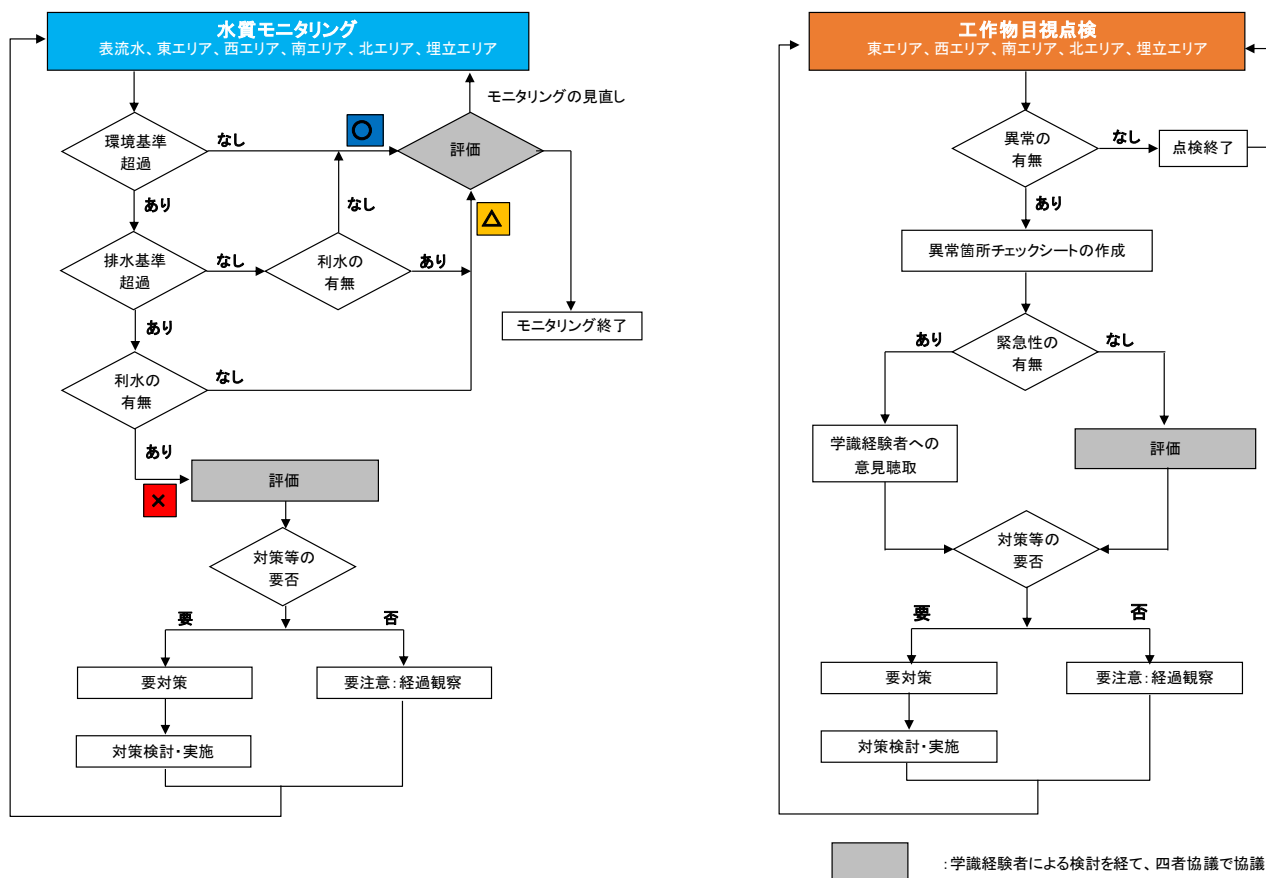 水質モニタリング
表流水、東エリア、西エリア、南エリア、北エリア、埋立エリア
モニタリングの見直し
環境基準
超過
なし
評価
あり
なし
排水基準
超過
なし
利水の
有無
あり
モニタリング終了
あり
利水の
有無
なし
あり
評価
対策等の
要否
要
否
要対策
要注意：経過観察
対策検討・実施
工作物目視点検
東エリア、西エリア、南エリア、北エリア、埋立エリア
異常の
有無
なし
点検終了
あり
異常箇所チェックシートの作成
緊急性の
有無
あり
なし
学識経験者への
意見聴取
評価
対策等の
要否
要
否
要対策
要注意：経過観察
対策検討・実施
：学識経験者による検討を経て、四者協議で協議